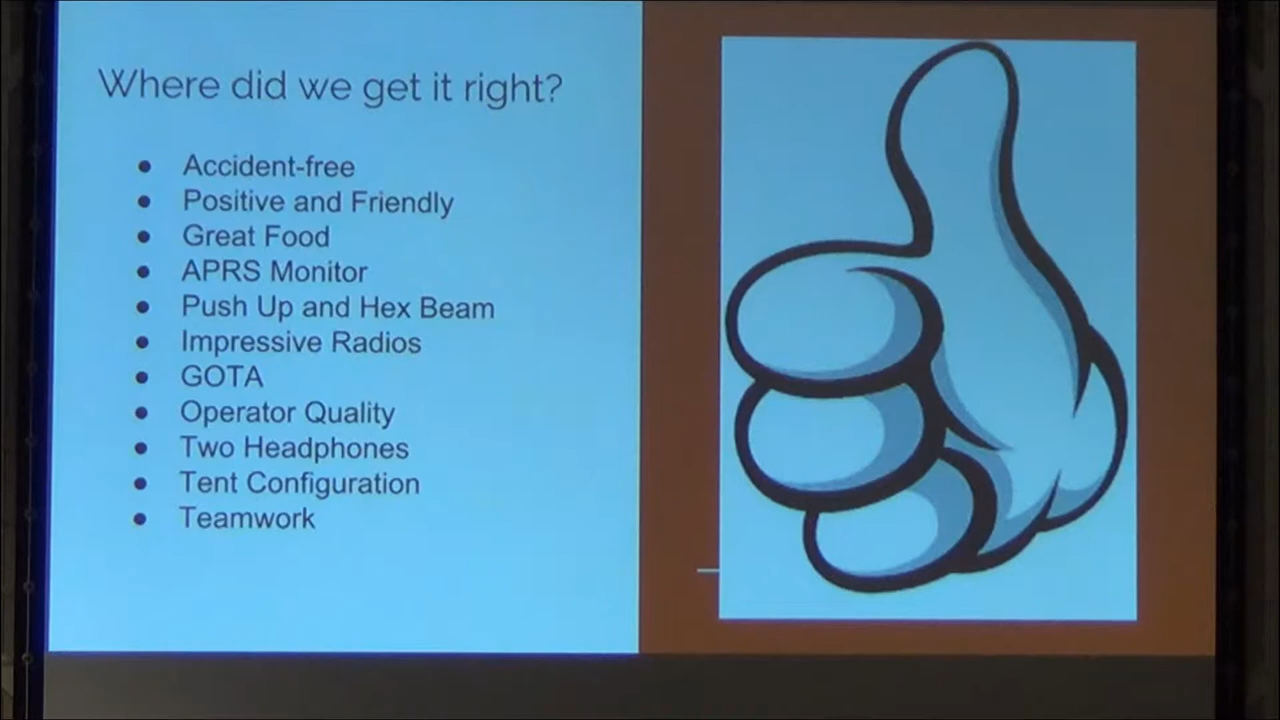 Where did we get it right?
● Accident-free
● Positive and Friendly
● Great Food
● APRS Monitor
● Push Up and Hex Beam
● Impressive Radios
● GOTA
● Operator Quality
● Two Headphones
● Tent Configuration
● Teamwork